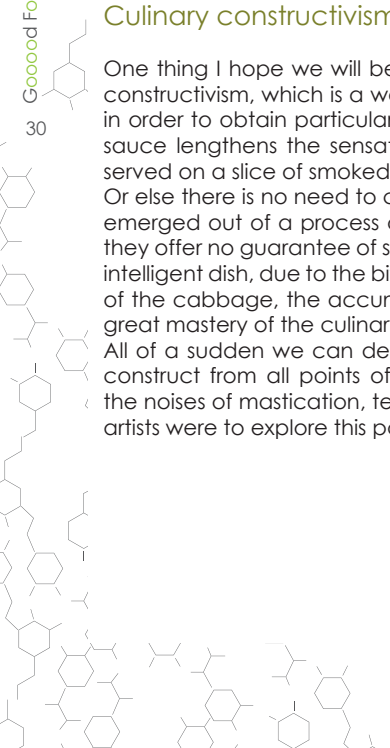 Gooood Fo
30
Culinary constructivism
One thing I hope we will be
constructivism, which is a w
in order to obtain particular
sauce lengthens the sensat
served on a slice of smoked
Or else there is no need to
emerged out of a process
they offer no guarantee of s
intelligent dish, due to the bi
of the cabbage, the accur
great mastery of the culinar
All of a sudden we can de
construct from all points of
the noises of mastication, te
artists were to explore this p